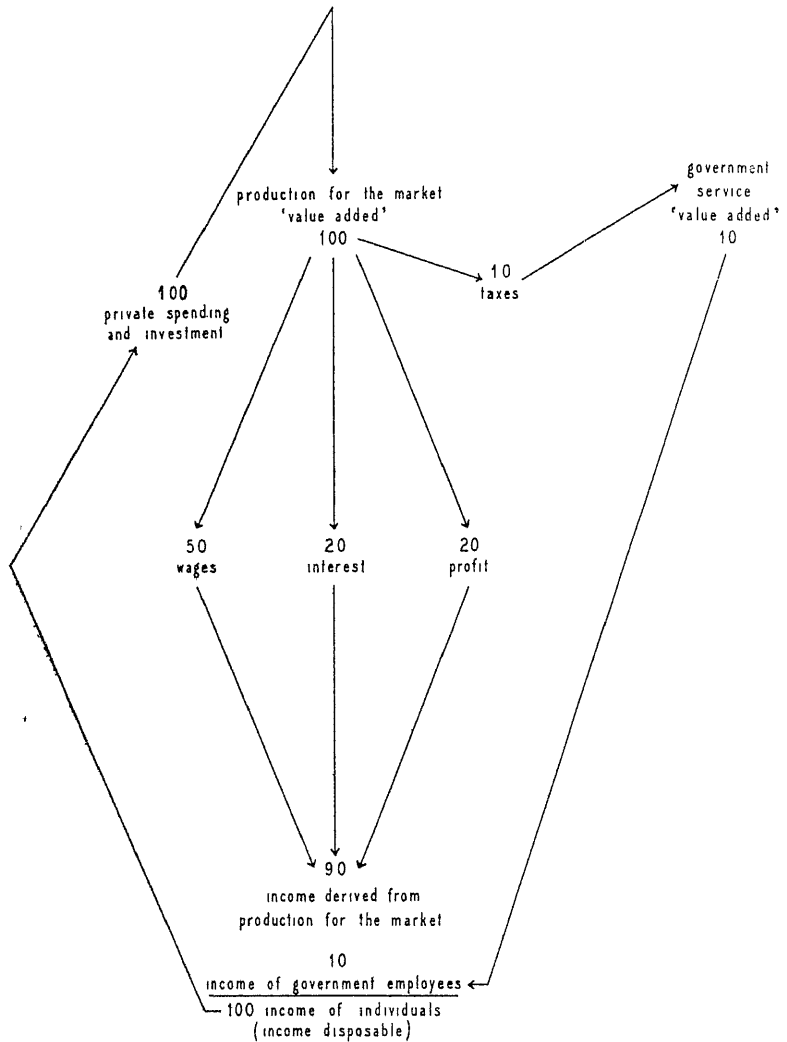 production for the market
'value added'
100
government
service
'value added'
10
10
taxes
100
private spending
and investment
50
wages
20
interest
20
profit
90
income derived from
production for the market
10
income of government employees
100 income of individuals
(income disposable)